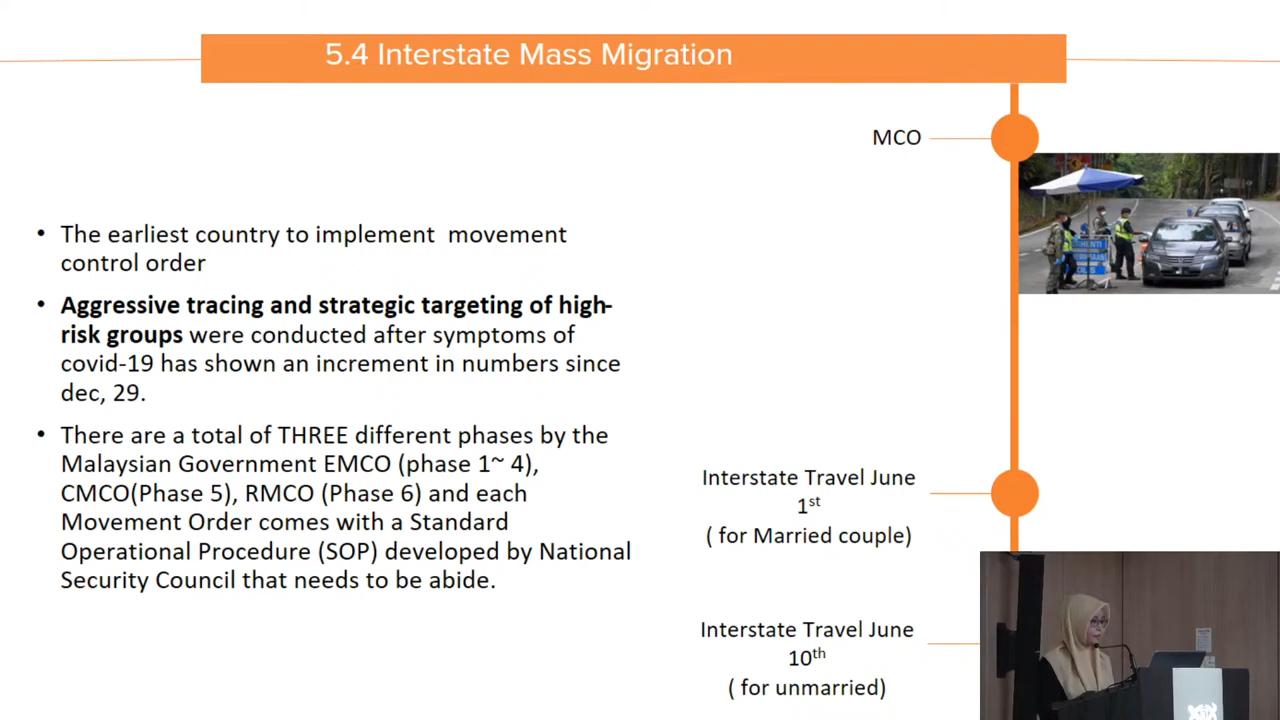 5.4 Interstate Mass Migration
MCO
• The earliest country to implement movement
control order
• Aggressive tracing and strategic targeting of high-
risk groups were conducted after symptoms of
covid-19 has shown an increment in numbers since
dec, 29.
• There are a total of THREE different phases by the
Malaysian Government EMCO (phase 1~ 4),
CMCO(Phase 5), RMCO (Phase 6) and each
Movement Order comes with a Standard
Operational Procedure (SOP) developed by National
Security Council that needs to be abide.
Interstate Travel June
1st
( for Married couple)
Interstate Travel June
10th
( for unmarried)